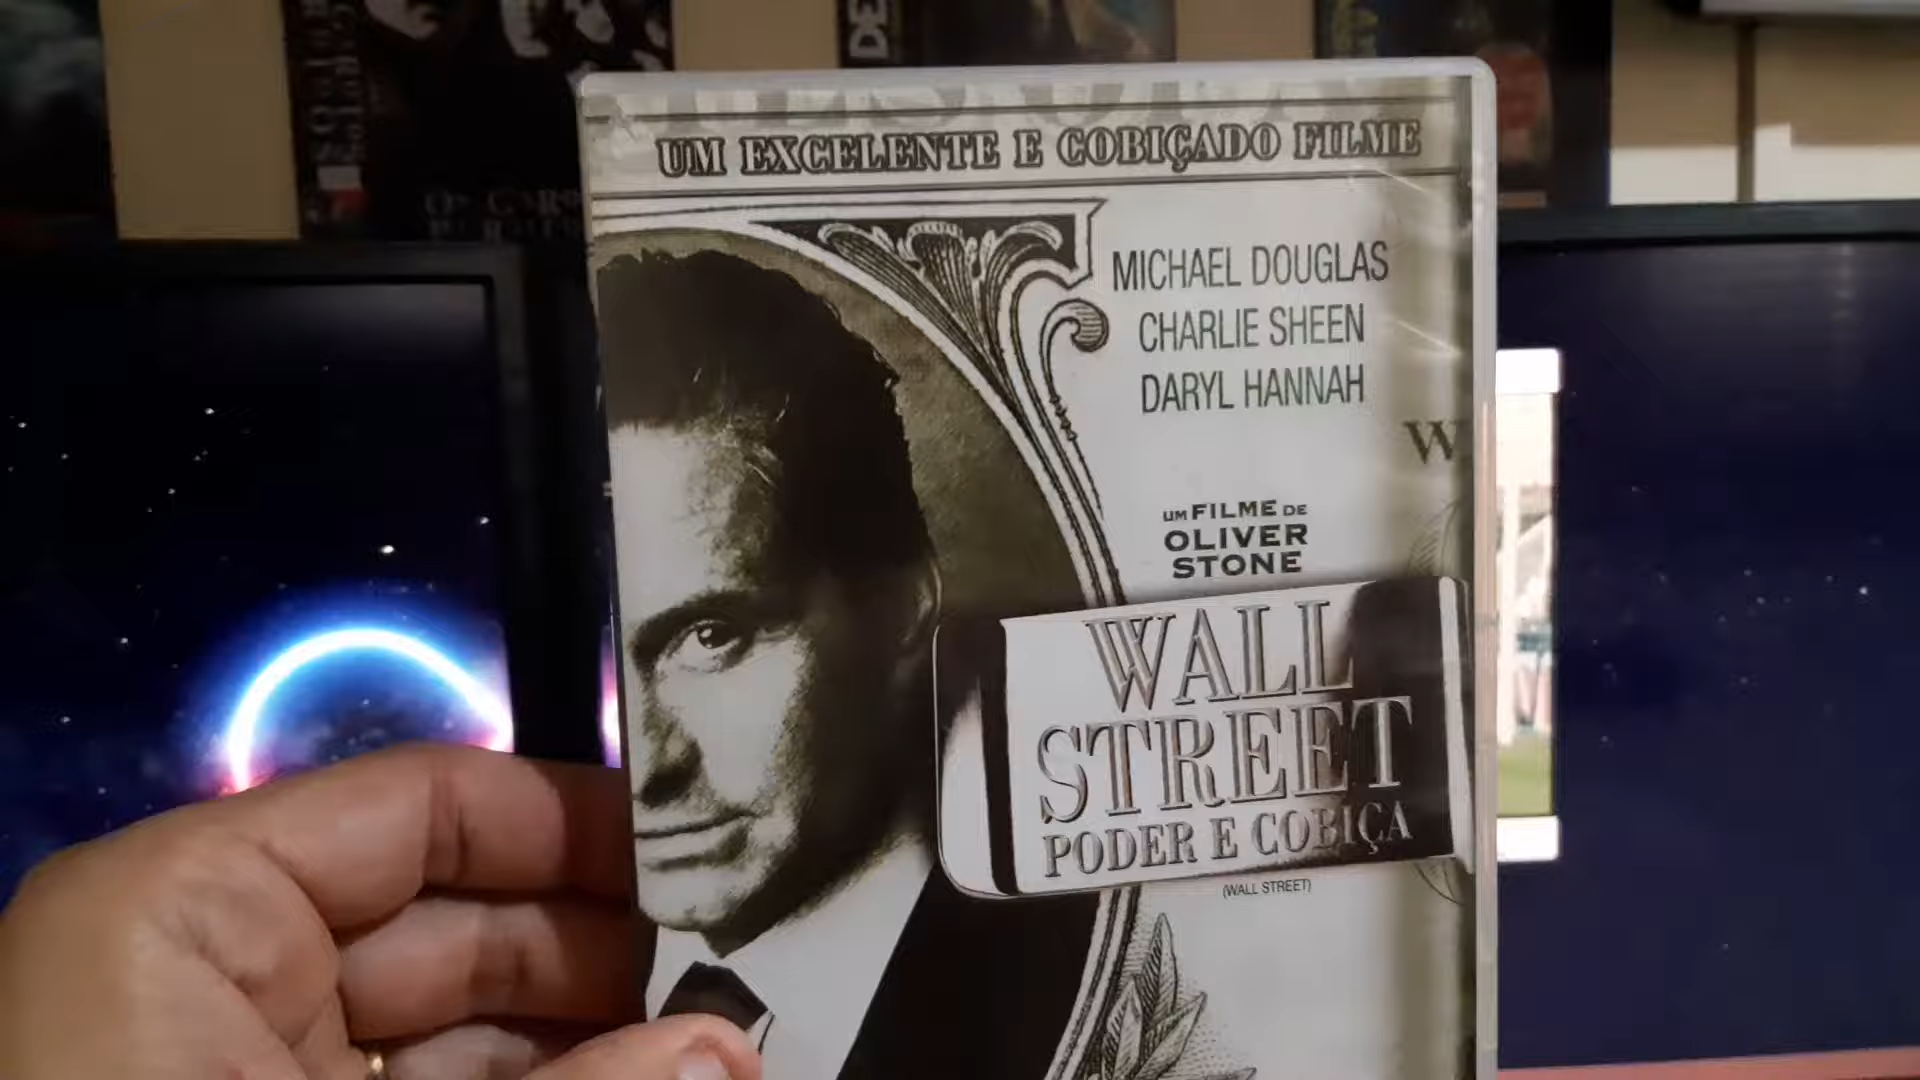 DE
UM EXCELENTE E COBIÇADO FILME
MICHAEL DOUGLAS
CHARLIE SHEEN
DARYL HANNAH
W
UM FILME DE
OLIVER
STONE
WALL
STREET
PODER E COBIÇA
(WALL STREET)